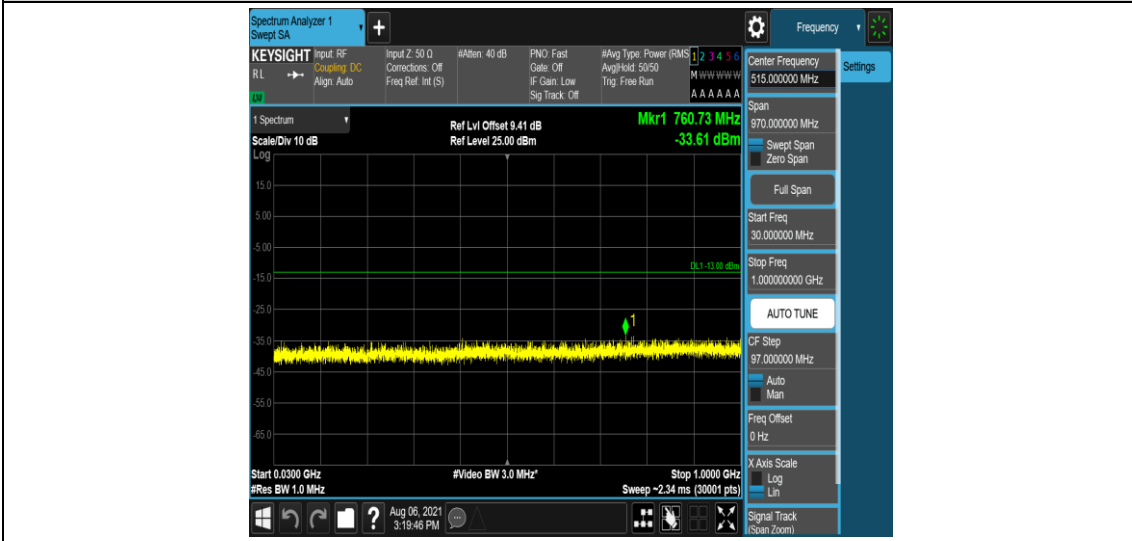 Spectrum Analyzer 1
Swept SA
Frequency
KEYSIGHT
RL
Input: RF
Coupling: DC
Align: Auto
Input Z: 50 Ω
Corrections: Off
Freq Ref: Int (S)
#Atten: 40 dB
PNO: Fast
Gate: Off
IF Gain: Low
Sig Track: Off
#Avg Type: Power (RMS
Avg|Hold: 50/50
Trig: Free Run
1 2 3 4 5 6
M W W W W W
A A A A A A
1 Spectrum
Scale/Div 10 dB
Ref Lvl Offset 9.41 dB
Ref Level 25.00 dBm
Mkr1 760.73 MHz
-33.61 dBm
Log
15.0
5.00
-5.00
-15.0
-25.0
-35.0
-45.0
-55.0
-65.0
DL1 -13.00 dBm
1
Start 0.0300 GHz
#Res BW 1.0 MHz
#Video BW 3.0 MHz*
Stop 1.0000 GHz
Sweep ~2.34 ms (30001 pts)
Aug 06, 2021
3:19:46 PM
Center Frequency
515.000000 MHz
Settings
Span
970.000000 MHz
Swept Span
Zero Span
Full Span
Start Freq
30.000000 MHz
Stop Freq
1.000000000 GHz
AUTO TUNE
CF Step
97.000000 MHz
Auto
Man
Freq Offset
0 Hz
X Axis Scale
Log
Lin
Signal Track
(Span Zoom)